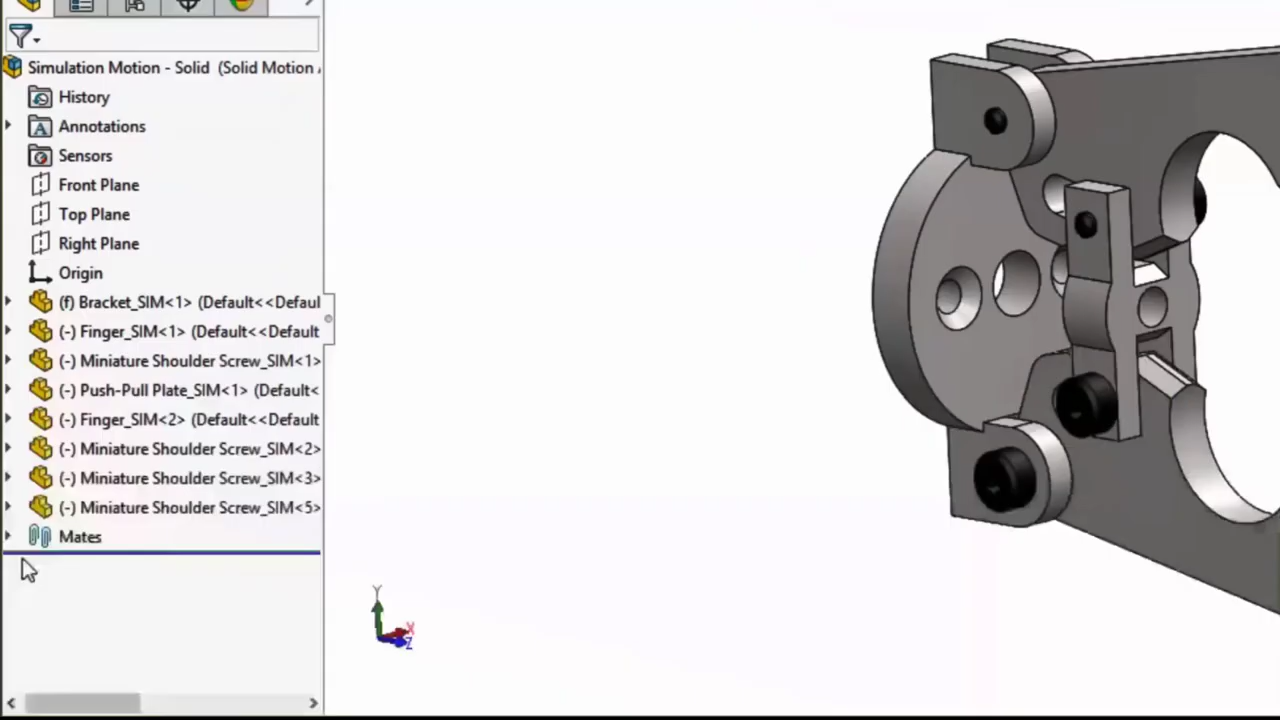 Simulation Motion - Solid (Solid Motion
History
Annotations
Sensors
Front Plane
Top Plane
Right Plane
Origin
(f) Bracket_SIM<1> (Default<<Defaul
(-) Finger_SIM<1> (Default<<Default
(-) Miniature Shoulder Screw_SIM<1>
(-) Push-Pull Plate_SIM<1> (Default<
(-) Finger_SIM<2> (Default<<Default
(-) Miniature Shoulder Screw_SIM<2>
(-) Miniature Shoulder Screw_SIM<3>
(-) Miniature Shoulder Screw_SIM<5>
Mates
Y
X
Z